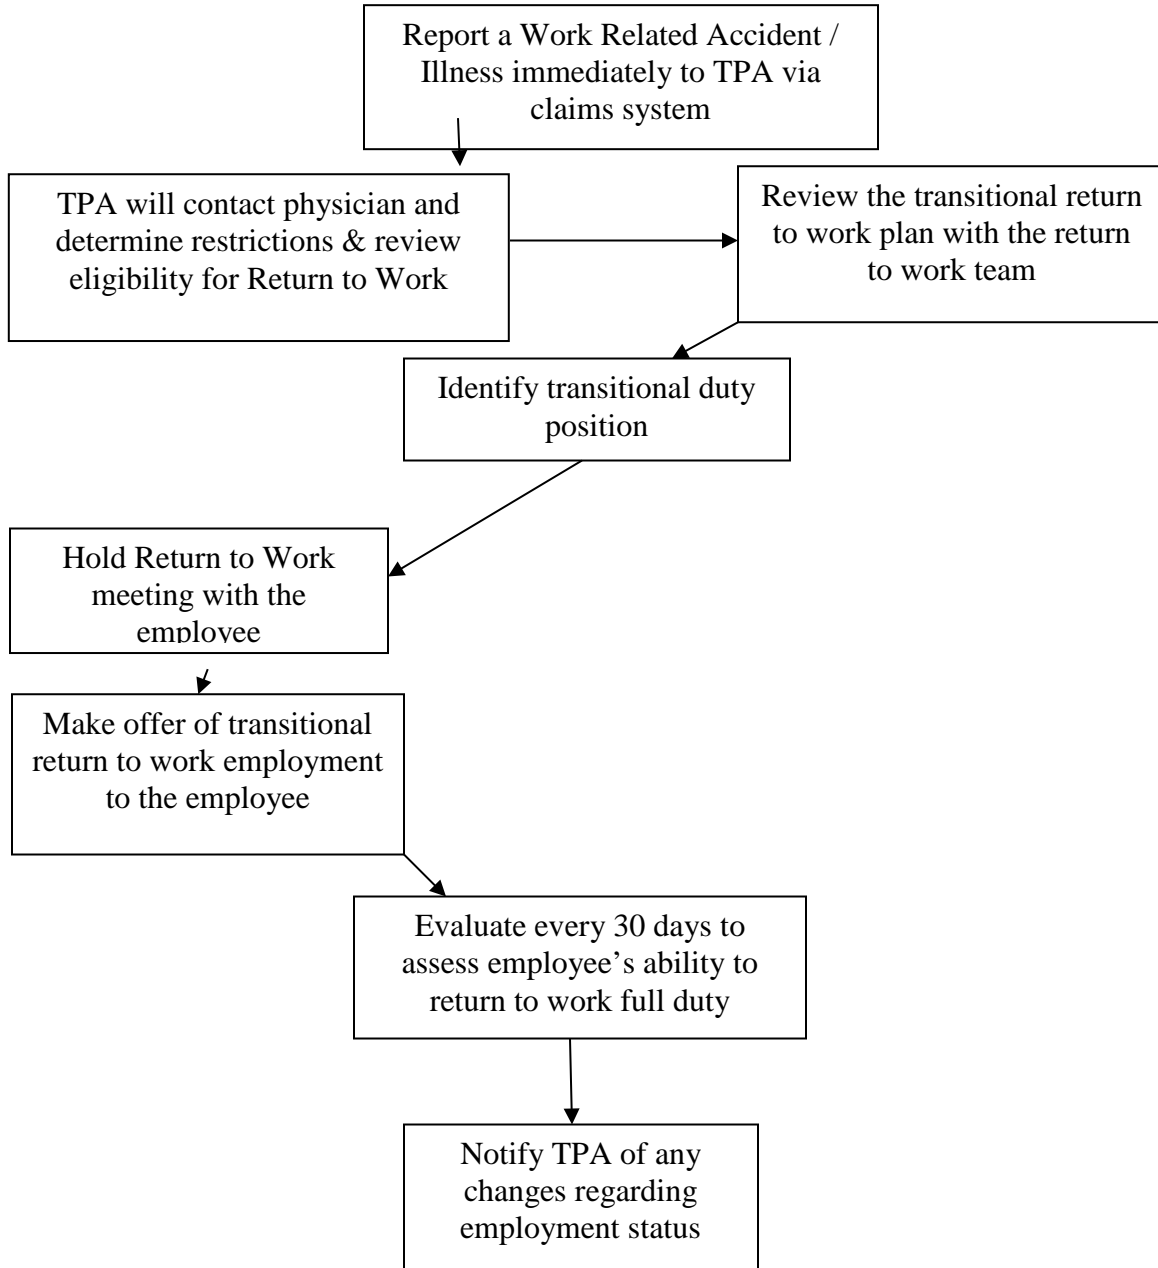 Report a Work Related Accident /
Illness immediately to TPA via
claims system
TPA will contact physician and
determine restrictions & review
eligibility for Return to Work
Review the transitional return
to work plan with the return
to work team
Identify transitional duty
position
Hold Return to Work
meeting with the
employee
Make offer of transitional
return to work employment
to the employee
Evaluate every 30 days to
assess employee’s ability to
return to work full duty
Notify TPA of any
changes regarding
employment status